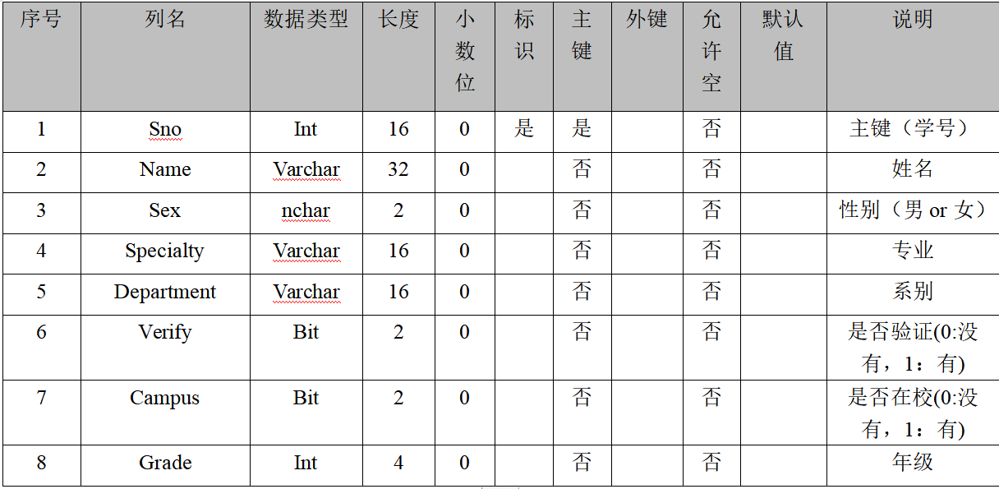 序号 列名 数据类型 长度 小数位 标识 主键 外键 允许空 默认值 说明
1 Sno Int 16 0 是 是 否 主键（学号）
2 Name Varchar 32 0 否 否 姓名
3 Sex nchar 2 0 否 否 性别（男 or 女）
4 Specialty Varchar 16 0 否 否 专业
5 Department Varchar 16 0 否 否 系别
6 Verify Bit 2 0 否 否 是否验证(0:没
有，1：有)
7 Campus Bit 2 0 否 否 是否在校(0:没
有，1：有)
8 Grade Int 4 0 否 否 年级